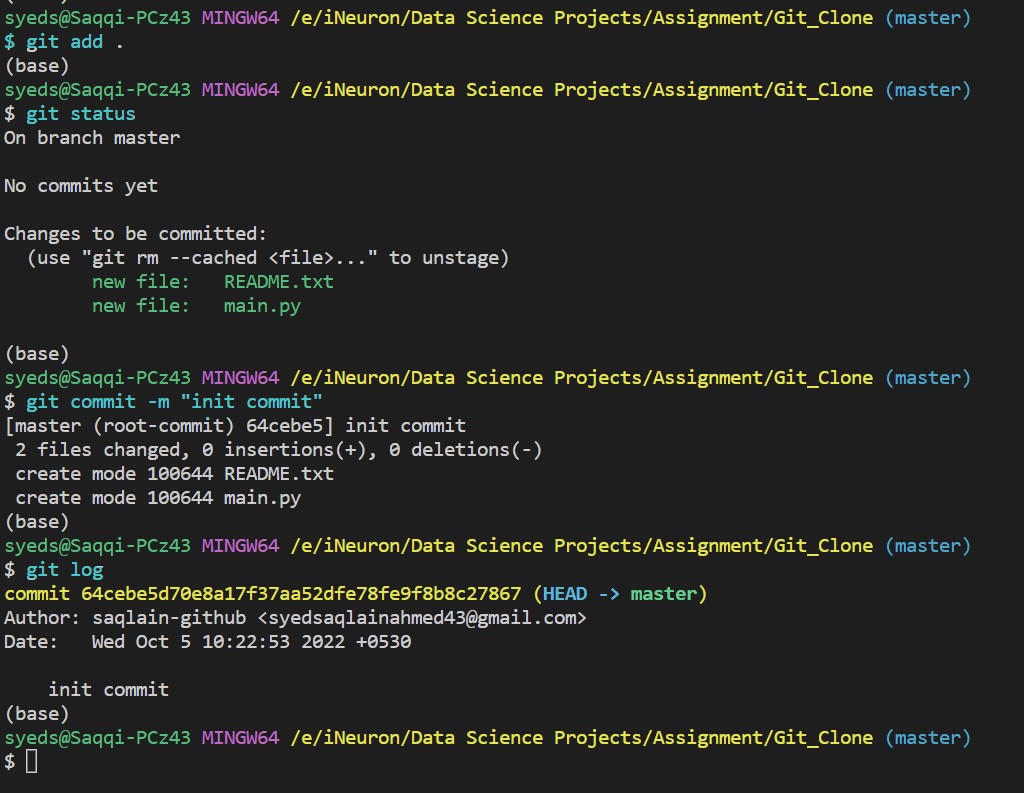 syeds@Saqqi-PCz43 MINGW64 /e/iNeuron/Data Science Projects/Assignment/Git_Clone (master)
$ git add .
(base)
syeds@Saqqi-PCz43 MINGW64 /e/iNeuron/Data Science Projects/Assignment/Git_Clone (master)
$ git status
On branch master

No commits yet

Changes to be committed:
  (use "git rm --cached <file>..." to unstage)
        new file:   README.txt
        new file:   main.py

(base)
syeds@Saqqi-PCz43 MINGW64 /e/iNeuron/Data Science Projects/Assignment/Git_Clone (master)
$ git commit -m "init commit"
[master (root-commit) 64cebe5] init commit
 2 files changed, 0 insertions(+), 0 deletions(-)
 create mode 100644 README.txt
 create mode 100644 main.py
(base)
syeds@Saqqi-PCz43 MINGW64 /e/iNeuron/Data Science Projects/Assignment/Git_Clone (master)
$ git log
commit 64cebe5d70e8a17f37aa52dfe78fe9f8b8c27867 (HEAD -> master)
Author: saqlain-github <syedsaqlainahmed43@gmail.com>
Date:   Wed Oct 5 10:22:53 2022 +0530

    init commit
(base)
syeds@Saqqi-PCz43 MINGW64 /e/iNeuron/Data Science Projects/Assignment/Git_Clone (master)
$